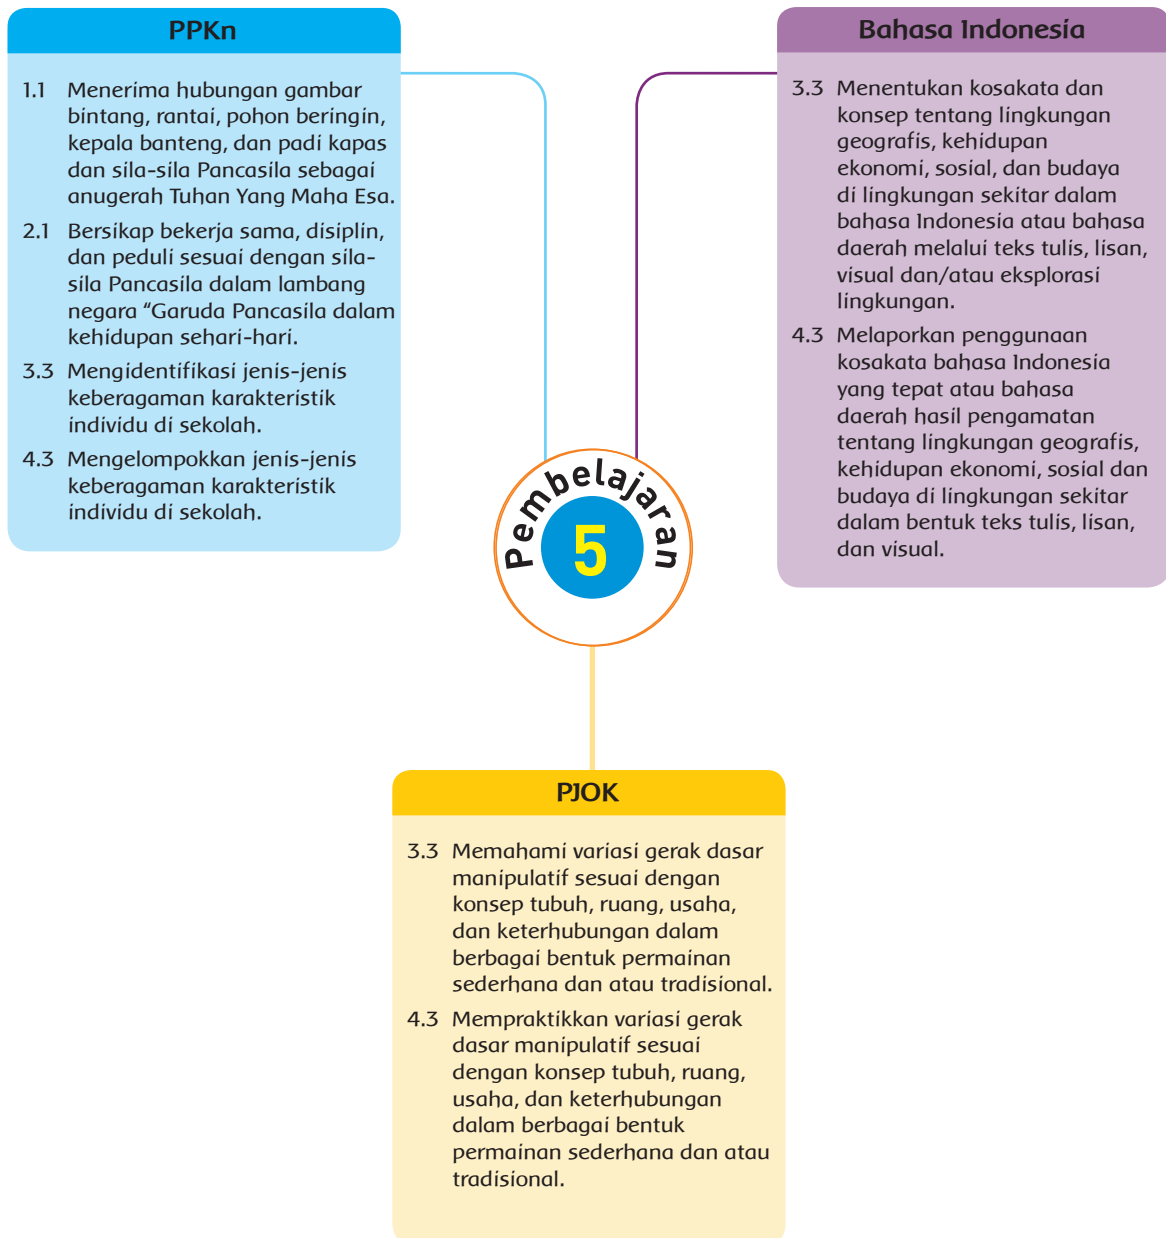 PPKn
1.1 Menerima hubungan gambar
bintang, rantai, pohon beringin,
kepala banteng, dan padi kapas
dan sila-sila Pancasila sebagai
anugerah Tuhan Yang Maha Esa.
2.1 Bersikap bekerja sama, disiplin,
dan peduli sesuai dengan sila-
sila Pancasila dalam lambang
negara “Garuda Pancasila dalam
kehidupan sehari-hari.
3.3 Mengidentifikasi jenis-jenis
keberagaman karakteristik
individu di sekolah.
4.3 Mengelompokkan jenis-jenis
keberagaman karakteristik
individu di sekolah.
Bahasa Indonesia
3.3 Menentukan kosakata dan
konsep tentang lingkungan
geografis, kehidupan
ekonomi, sosial, dan budaya
di lingkungan sekitar dalam
bahasa Indonesia atau bahasa
daerah melalui teks tulis, lisan,
visual dan/atau eksplorasi
lingkungan.
4.3 Melaporkan penggunaan
kosakata bahasa Indonesia
yang tepat atau bahasa
daerah hasil pengamatan
tentang lingkungan geografis,
kehidupan ekonomi, sosial dan
budaya di lingkungan sekitar
dalam bentuk teks tulis, lisan,
dan visual.
Pembelajaran
5
PJOK
3.3 Memahami variasi gerak dasar
manipulatif sesuai dengan
konsep tubuh, ruang, usaha,
dan keterhubungan dalam
berbagai bentuk permainan
sederhana dan atau tradisional.
4.3 Mempraktikkan variasi gerak
dasar manipulatif sesuai
dengan konsep tubuh, ruang,
usaha, dan keterhubungan
dalam berbagai bentuk
permainan sederhana dan atau
tradisional.